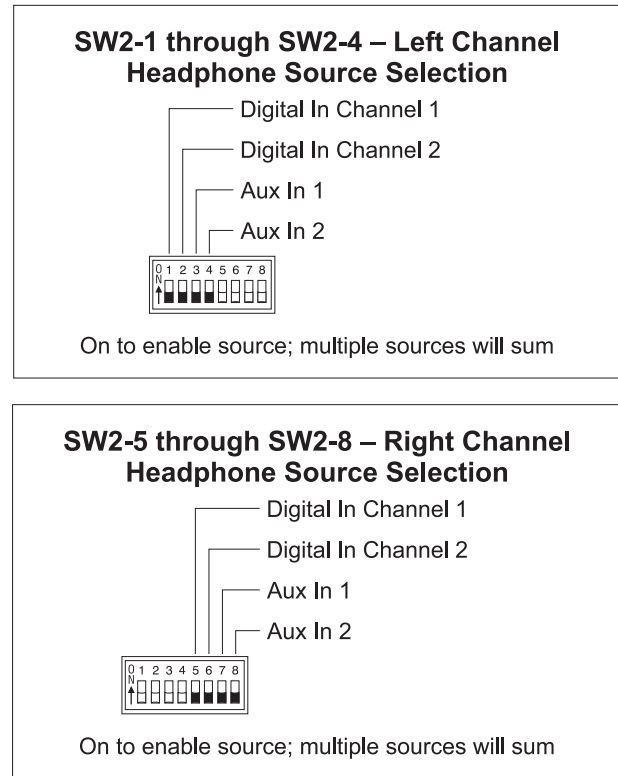 SW2-1 through SW2-4 – Left Channel
Headphone Source Selection
Digital In Channel 1
Digital In Channel 2
Aux In 1
Aux In 2
ON
1 2 3 4 5 6 7 8
On to enable source; multiple sources will sum
SW2-5 through SW2-8 – Right Channel
Headphone Source Selection
Digital In Channel 1
Digital In Channel 2
Aux In 1
Aux In 2
ON
1 2 3 4 5 6 7 8
On to enable source; multiple sources will sum